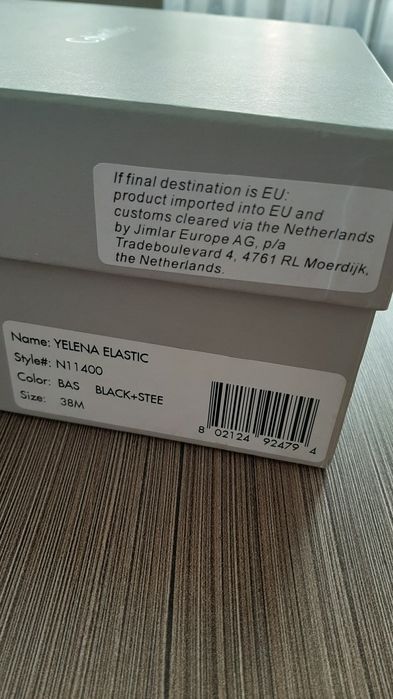 If final destination is EU:
product imported into EU and
customs cleared via the Netherlands
by Jimlar Europe AG, p/a
Tradeboulevard 4, 4761 RL Moerdijk,
the Netherlands.
Name: YELENA ELASTIC
Style#: N11400
Color: BAS BLACK+STEE
Size: 38M
8 02124 92479 4